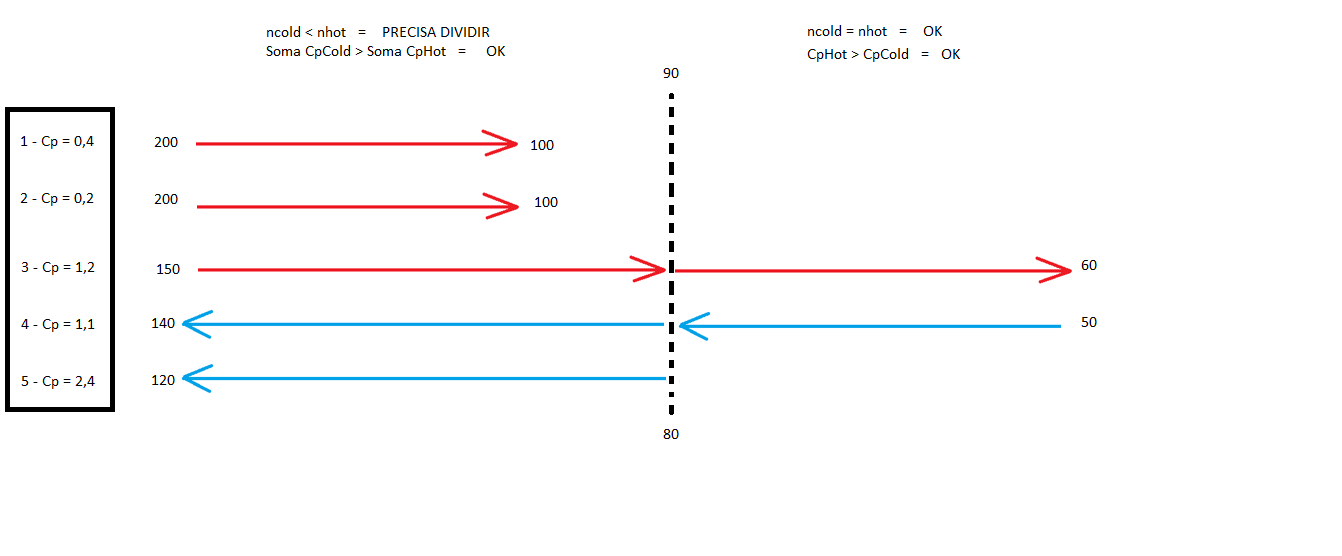 ncold < nhot = PRECISA DIVIDIR
Soma CpCold > Soma CpHot = OK
ncold = nhot = OK
CpHot > CpCold = OK
90
1 - Cp = 0,4 200 100
2 - Cp = 0,2 200 100
3 - Cp = 1,2 150 60
4 - Cp = 1,1 140 50
5 - Cp = 2,4 120
80